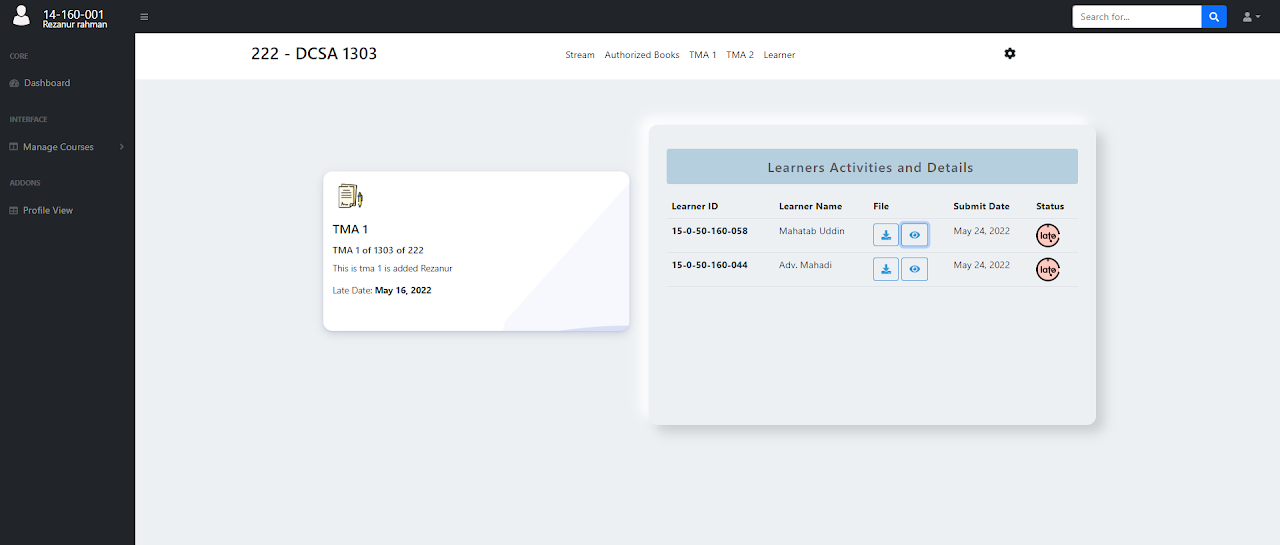 14-160-001
Rezanur rahman
Search for...
CORE
Dashboard
INTERFACE
Manage Courses
ADDONS
Profile View
222 - DCSA 1303
Stream Authorized Books TMA 1 TMA 2 Learner
TMA 1
TMA 1 of 1303 of 222
This is tma 1 is added Rezanur
Late Date: May 16, 2022
Learners Activities and Details
Learner ID Learner Name File Submit Date Status
15-0-50-160-058 Mahatab Uddin May 24, 2022 late
15-0-50-160-044 Adv. Mahadi May 24, 2022 late